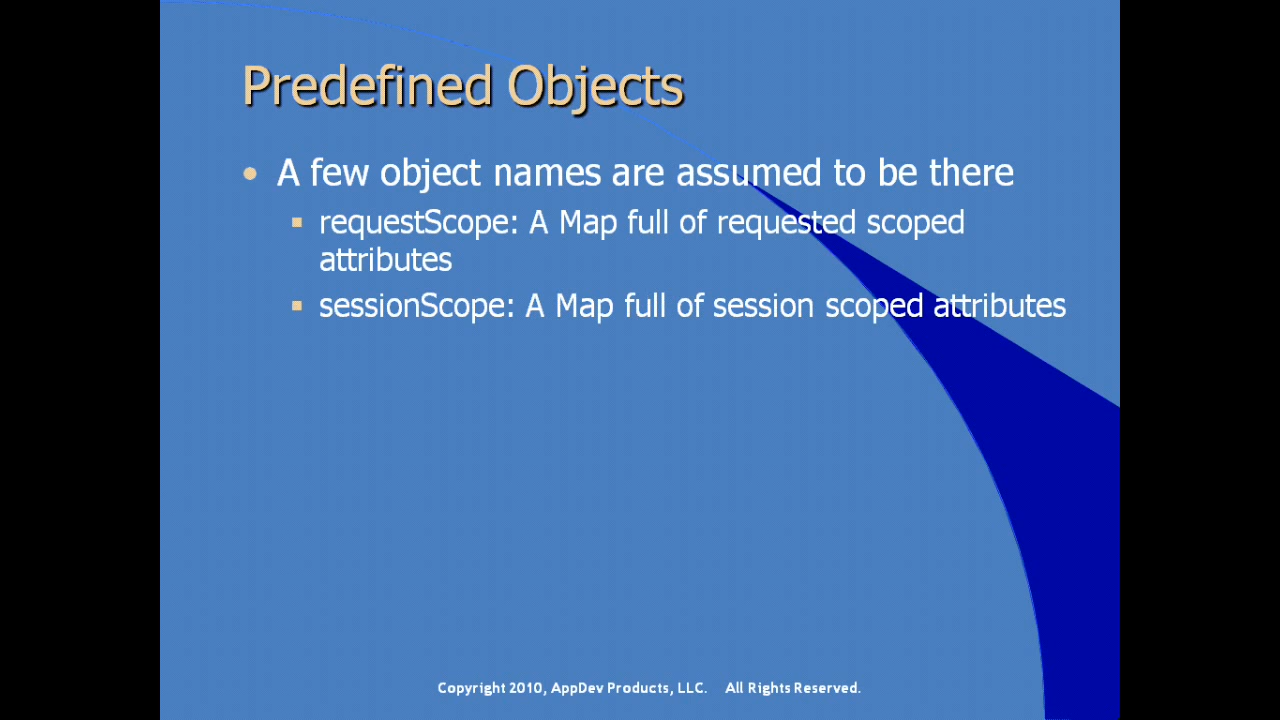 Predefined Objects
• A few object names are assumed to be there
▪ requestScope: A Map full of requested scoped
attributes
▪ sessionScope: A Map full of session scoped attributes
Copyright 2010, AppDev Products, LLC. All Rights Reserved.